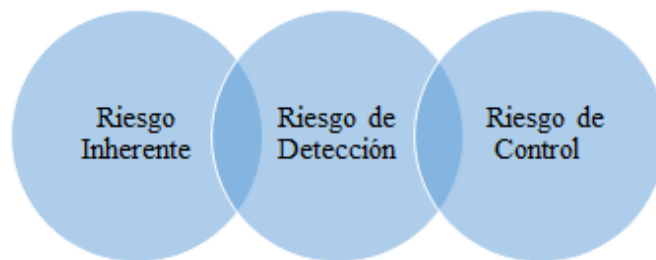 Riesgo
Inherente
Riesgo de
Detección
Riesgo de
Control